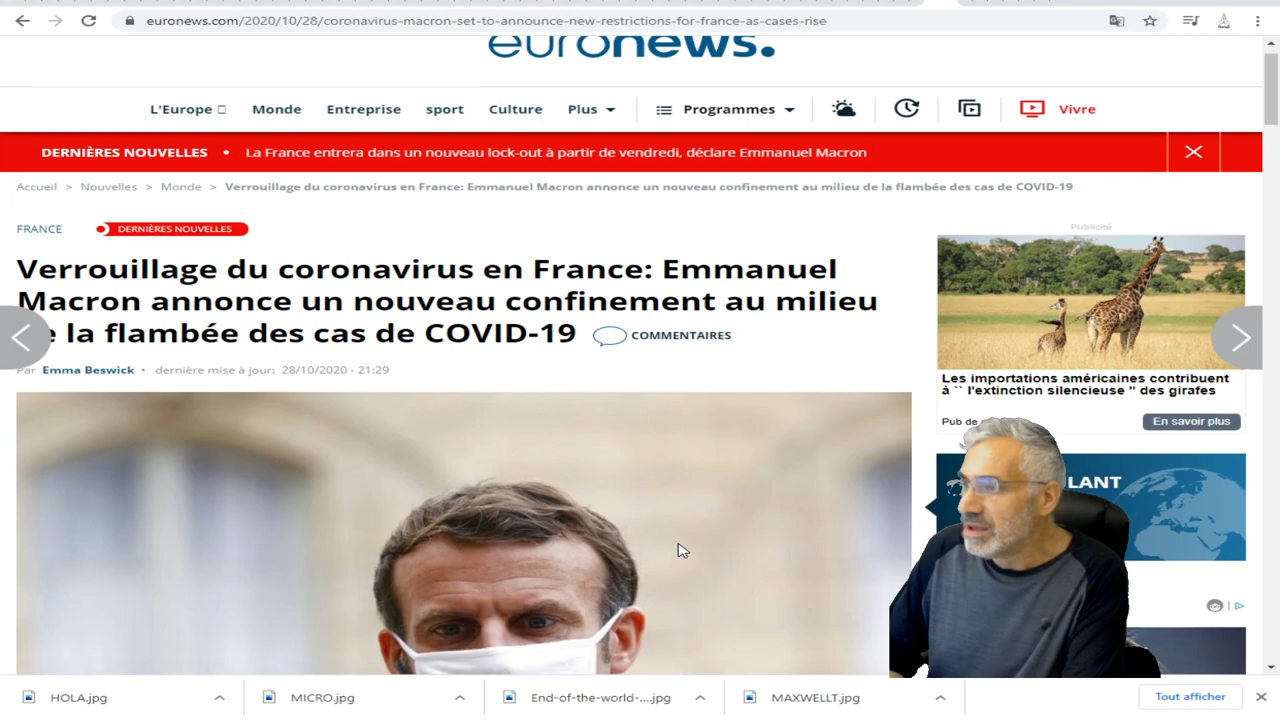 euronews.com/2020/10/28/coronavirus-macron-set-to-announce-new-restrictions-for-france-as-cases-rise
euronews.
L'Europe Monde Entreprise sport Culture Plus Programmes Vivre
DERNIÈRES NOUVELLES • La France entrera dans un nouveau lock-out à partir de vendredi, déclare Emmanuel Macron
Accueil > Nouvelles > Monde > Verrouillage du coronavirus en France: Emmanuel Macron annonce un nouveau confinement au milieu de la flambée des cas de COVID-19
FRANCE DERNIÈRES NOUVELLES
Verrouillage du coronavirus en France: Emmanuel
Macron annonce un nouveau confinement au milieu
la flambée des cas de COVID-19 COMMENTAIRES
Par Emma Beswick • dernière mise à jour: 28/10/2020 - 21:29
Publicité
Les importations américaines contribuent
à `` l'extinction silencieuse '' des girafes
Pub de
En savoir plus
LANT
HOLA.jpg MICRO.jpg End-of-the-world-....jpg MAXWELLT.jpg Tout afficher